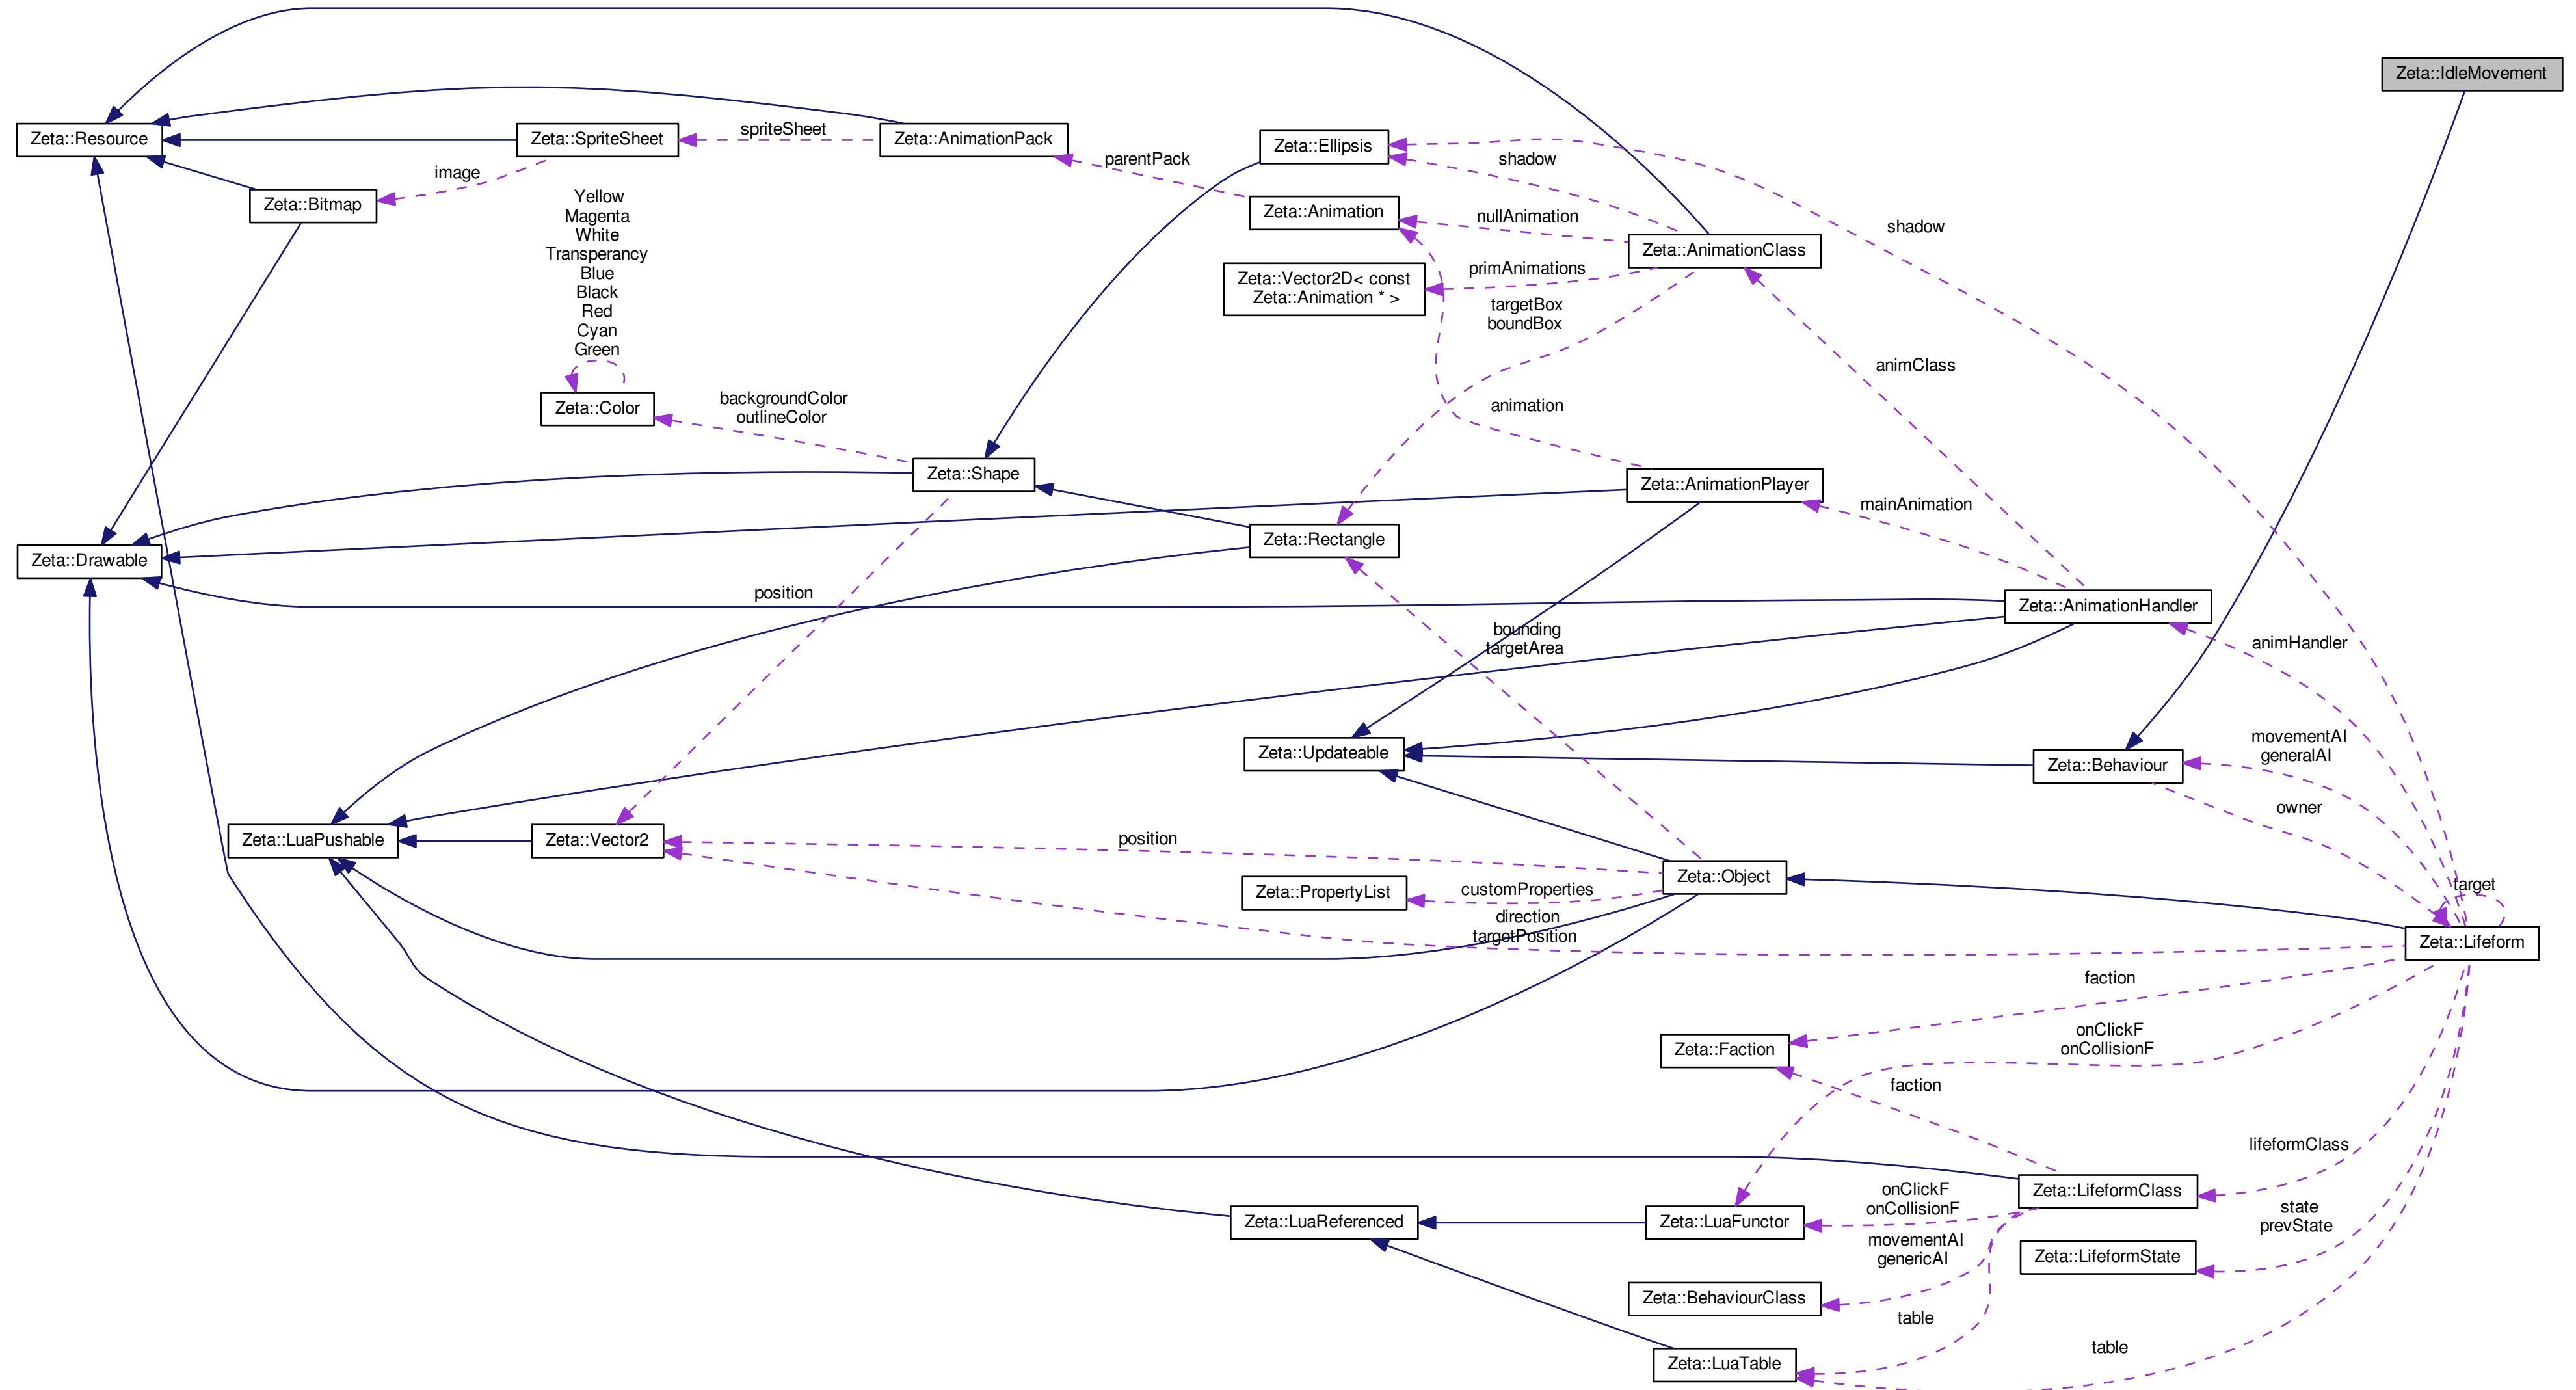 Zeta::IdleMovement
Zeta::Resource
Zeta::SpriteSheet
spriteSheet
Zeta::AnimationPack
parentPack
Zeta::Ellipsis
shadow
image
Zeta::Bitmap
Yellow
Magenta
White
Transperancy
Blue
Black
Red
Cyan
Green
Zeta::Animation
nullAnimation
shadow
Zeta::AnimationClass
Zeta::Vector2D< const
Zeta::Animation * >
primAnimations
targetBox
boundBox
animClass
Zeta::Color
backgroundColor
outlineColor
animation
Zeta::Shape
Zeta::AnimationPlayer
mainAnimation
Zeta::Drawable
Zeta::Rectangle
position
Zeta::AnimationHandler
bounding
targetArea
animHandler
Zeta::Updateable
Zeta::Behaviour
movementAI
generalAI
owner
Zeta::LuaPushable
Zeta::Vector2
position
Zeta::Object
target
Zeta::PropertyList
customProperties
direction
targetPosition
Zeta::Lifeform
faction
Zeta::Faction
onClickF
onCollisionF
faction
lifeformClass
Zeta::LifeformClass
onClickF
onCollisionF
Zeta::LuaReferenced
Zeta::LuaFunctor
state
prevState
movementAI
genericAI
Zeta::LifeformState
Zeta::BehaviourClass
table
Zeta::LuaTable
table